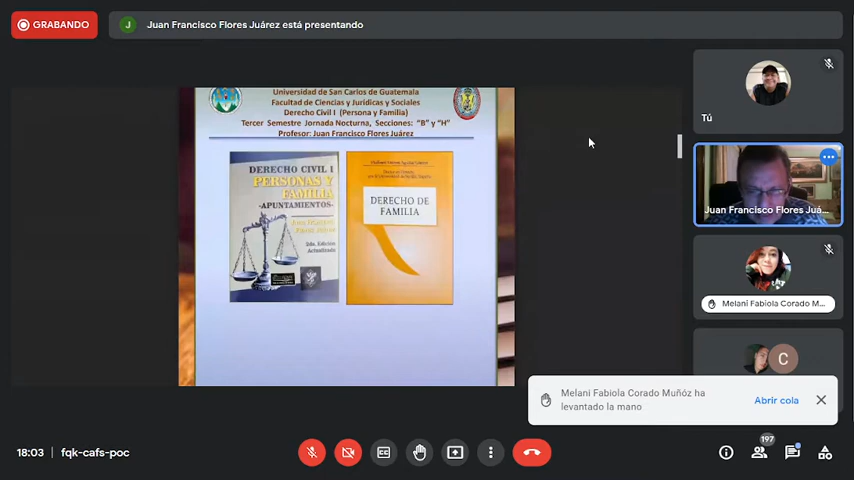 GRABANDO
J
Juan Francisco Flores Juárez está presentando
Universidad de San Carlos de Guatemala
Facultad de Ciencias y Jurídicas y Sociales
Derecho Civil I (Persona y Familia)
Tercer Semestre Jornada Nocturna, Secciones: "B" y "H"
Profesor: Juan Francisco Flores Juárez
DERECHO CIVIL I
PERSONAS Y
FAMILIA
-APUNTAMIENTOS-
Actualizada
DERECHO DE
FAMILIA
Tú
Juan Francisco Flores Juá...
Melani Fabiola Corado M...
C
Melani Fabiola Corado Muñóz ha
levantado la mano
Abrir cola
18:03
fqk-cafs-poc
197